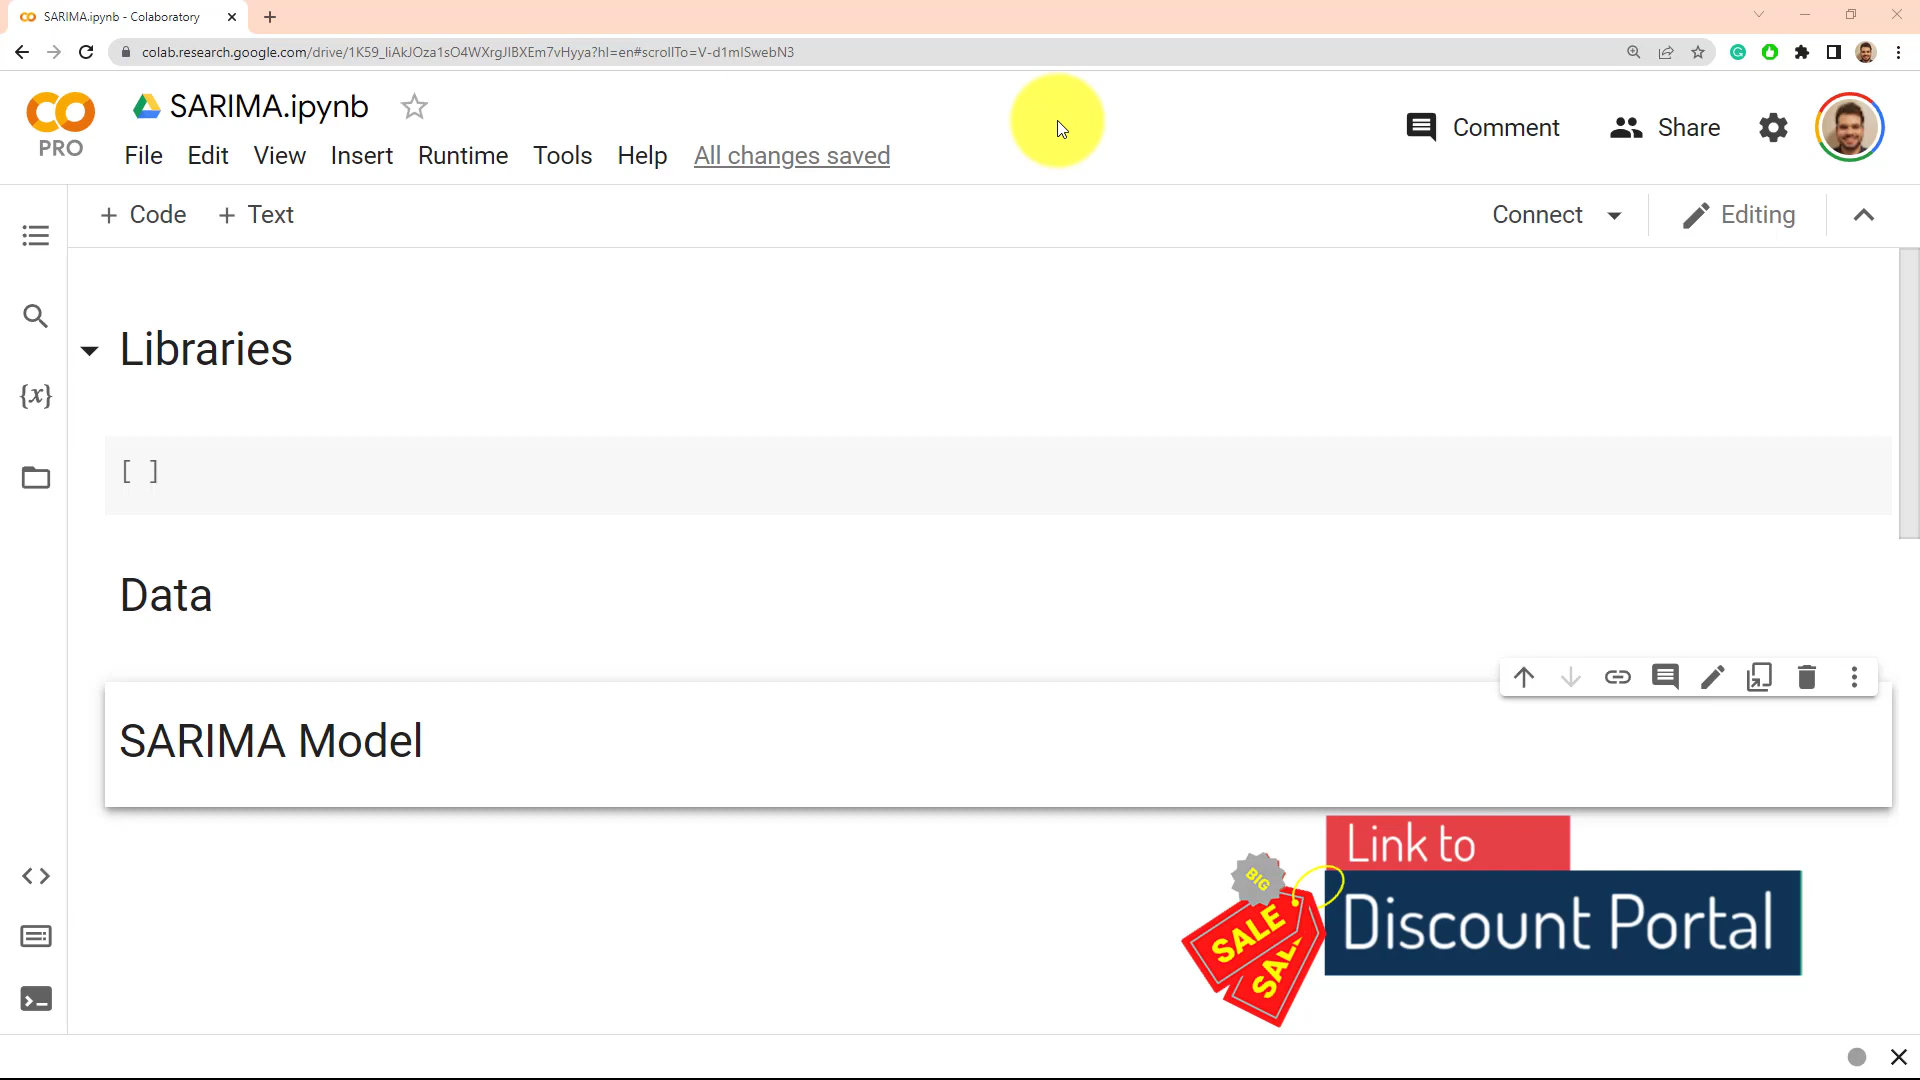 SARIMA.ipynb - Colaboratory
colab.research.google.com/drive/1K59_liAkJOza1sO4WXrgJIBXEm7vHyya?hl=en#scrollTo=V-d1mISwebN3
PRO
SARIMA.ipynb
File Edit View Insert Runtime Tools Help All changes saved
Comment Share
+ Code + Text
Connect Editing
{x}
Libraries
[ ]
Data
SARIMA Model
Link to
Discount Portal
BIG
SALE
SALE